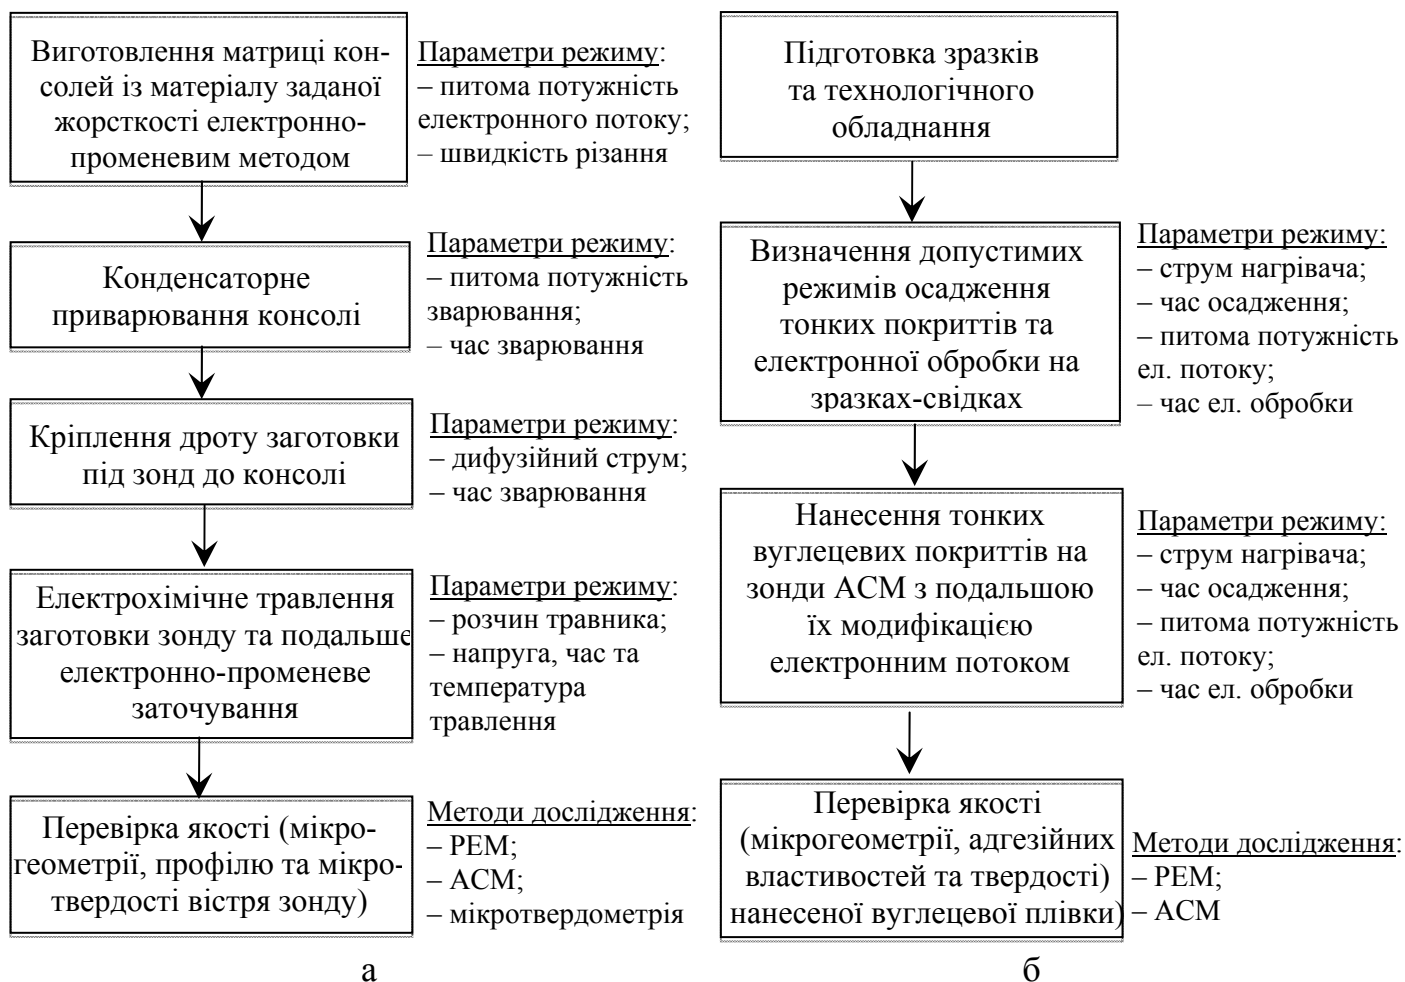 Виготовлення матриці кон-
солей із матеріалу заданої
жорсткості електронно-
променевим методом
Параметри режиму:
– питома потужність
електронного потоку;
– швидкість різання
Конденсаторне
приварювання консолі
Параметри режиму:
– питома потужність
зварювання;
– час зварювання
Кріплення дроту заготовки
під зонд до консолі
Параметри режиму:
– дифузійний струм;
– час зварювання
Електрохімічне травлення
заготовки зонду та подальше
електронно-променеве
заточування
Параметри режиму:
– розчин травника;
– напруга, час та
температура
травлення
Перевірка якості (мікро-
геометрії, профілю та мікро-
твердості вістря зонду)
Методи дослідження:
– РЕМ;
– АСМ;
– мікротвердометрія
а
Підготовка зразків
та технологічного
обладнання
Визначення допустимих
режимів осадження
тонких покриттів та
електронної обробки на
зразках-свідках
Параметри режиму:
– струм нагрівача;
– час осадження;
– питома потужність
ел. потоку;
– час ел. обробки
Нанесення тонких
вуглецевих покриттів на
зонди АСМ з подальшою
їх модифікацією
електронним потоком
Параметри режиму:
– струм нагрівача;
– час осадження;
– питома потужність
ел. потоку;
– час ел. обробки
Перевірка якості
(мікрогеометрії, адгезійних
властивостей та твердості)
нанесеної вуглецевої плівки)
Методи дослідження:
– РЕМ;
– АСМ
б